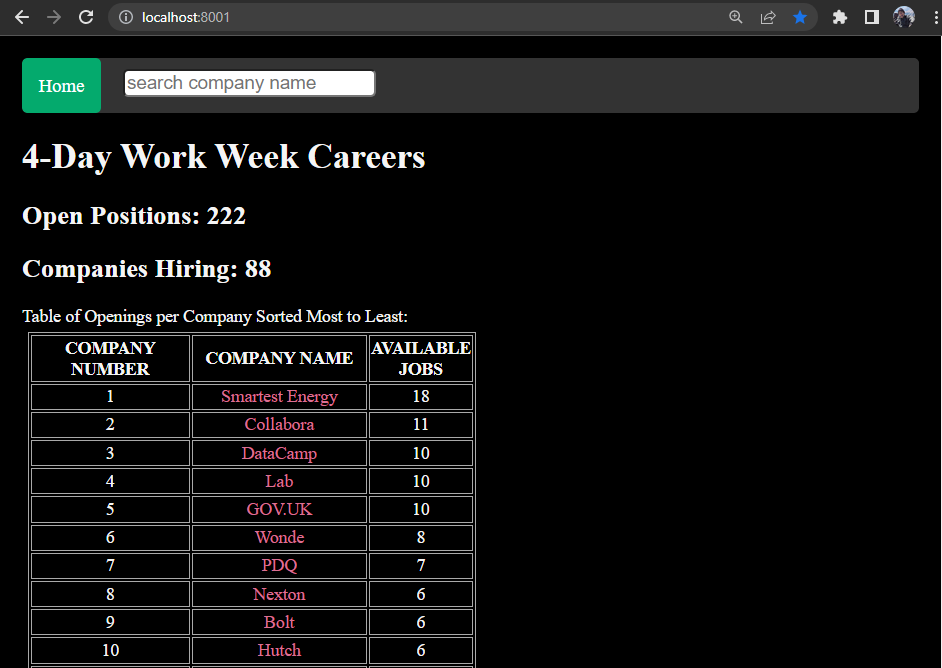 localhost:8001
Home search company name
4-Day Work Week Careers
Open Positions: 222
Companies Hiring: 88
Table of Openings per Company Sorted Most to Least:
COMPANY NUMBER COMPANY NAME AVAILABLE JOBS
1 Smartest Energy 18
2 Collabora 11
3 DataCamp 10
4 Lab 10
5 GOV.UK 10
6 Wonde 8
7 PDQ 7
8 Nexton 6
9 Bolt 6
10 Hutch 6